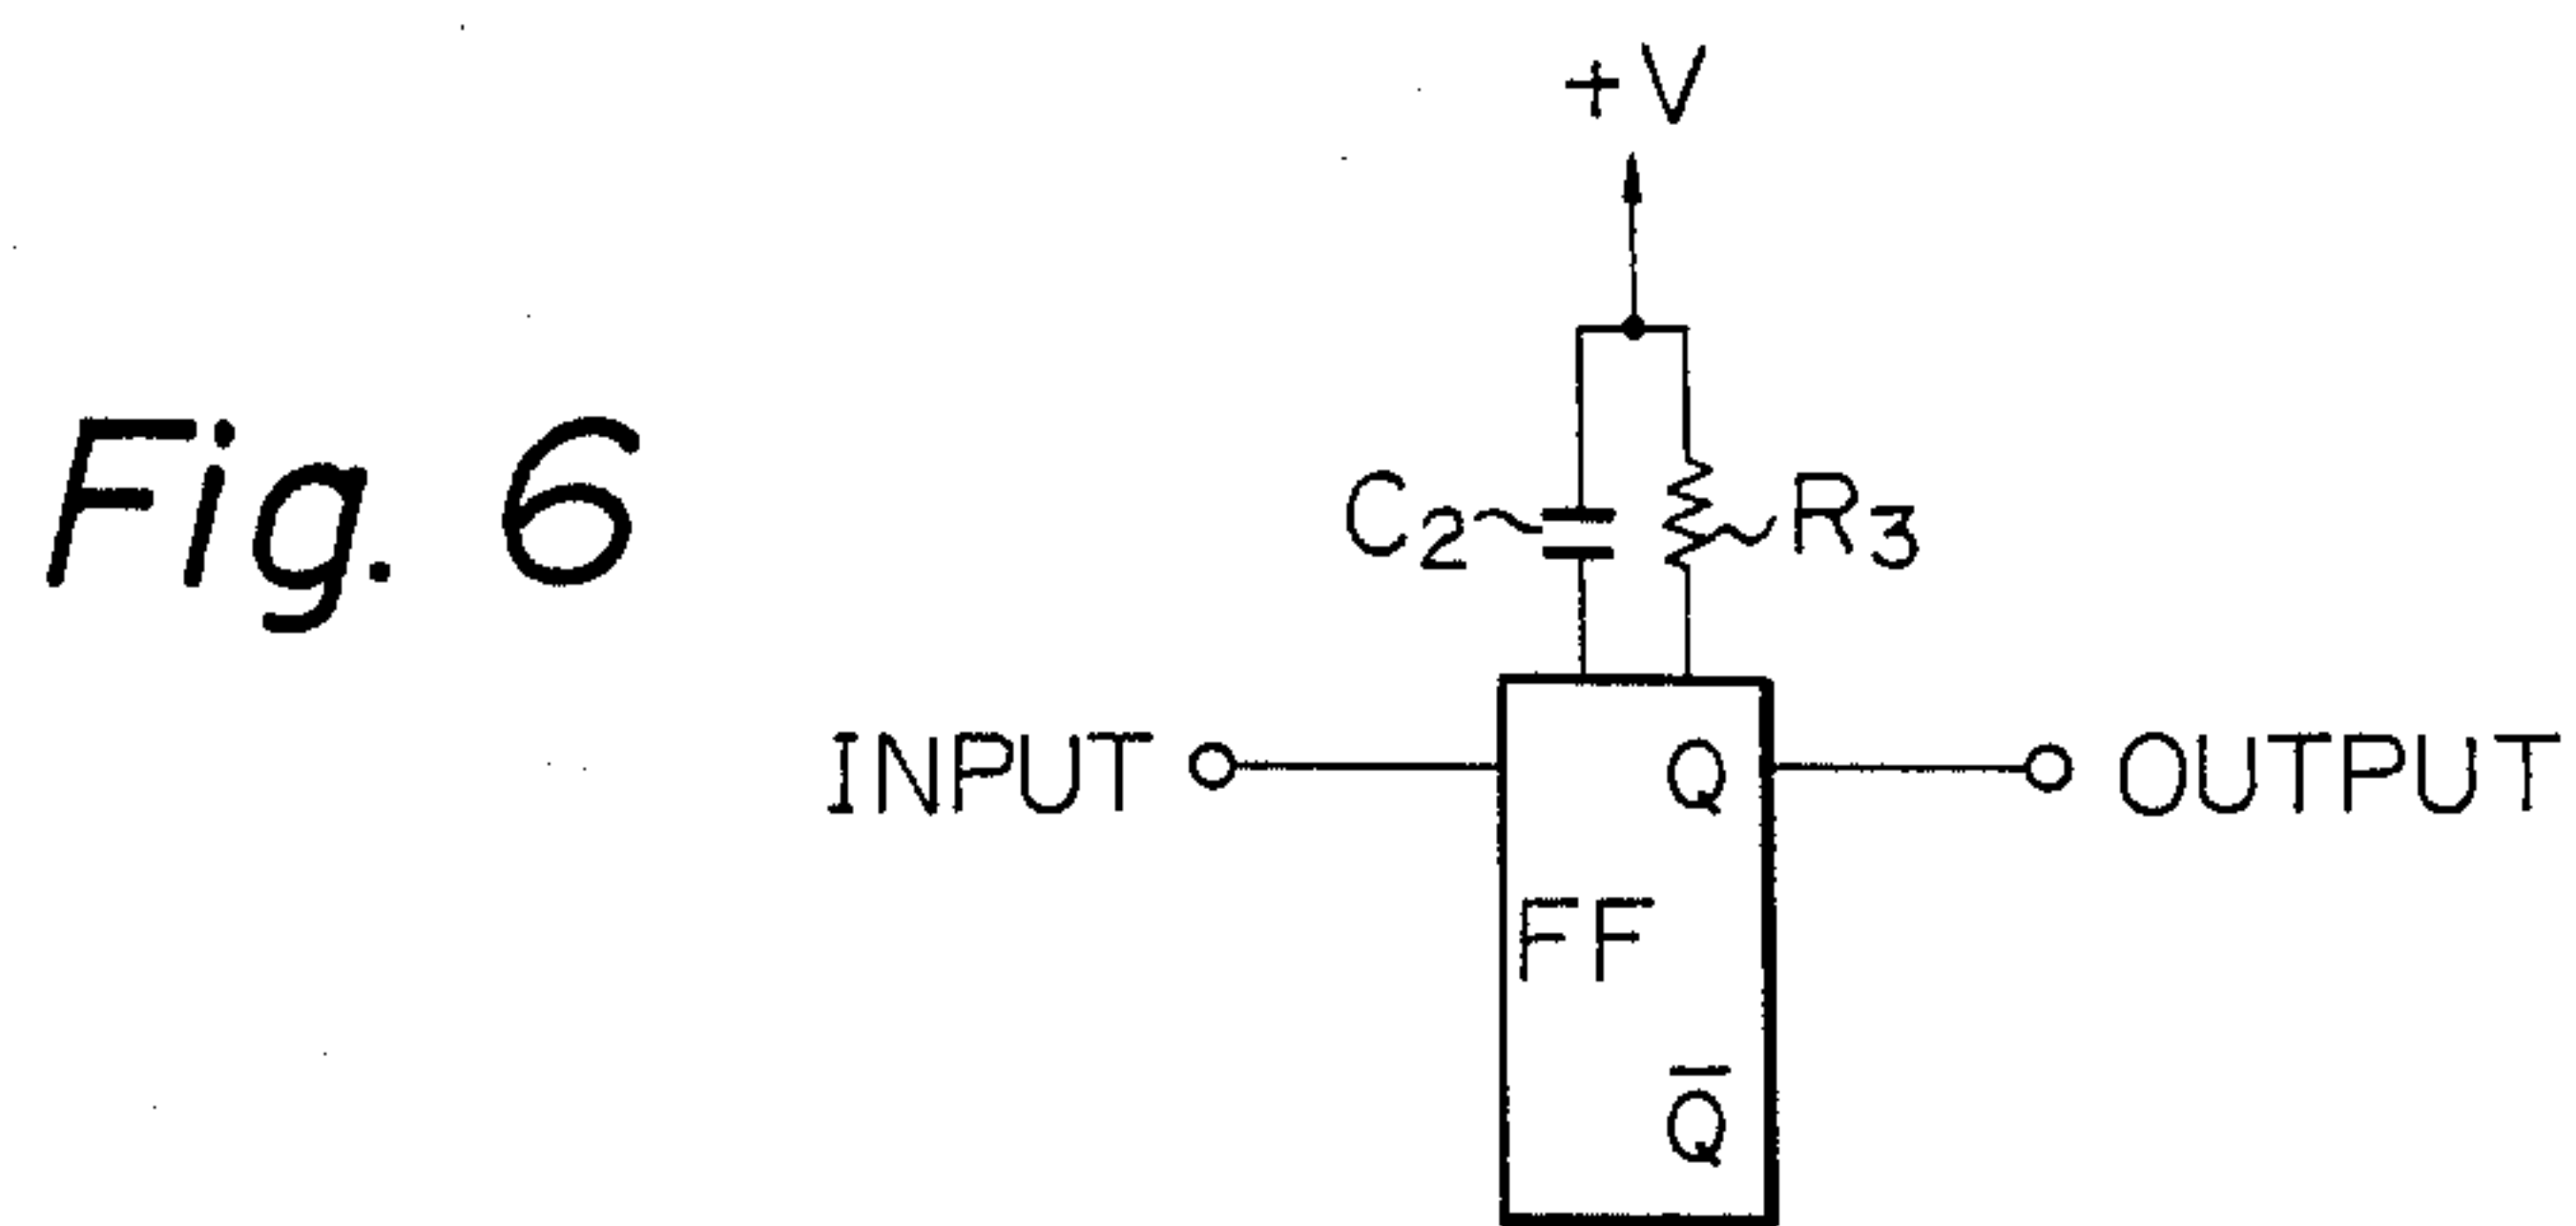 +V
Fig. 6
C2
R3
INPUT
Q
OUTPUT
FF
Q̅